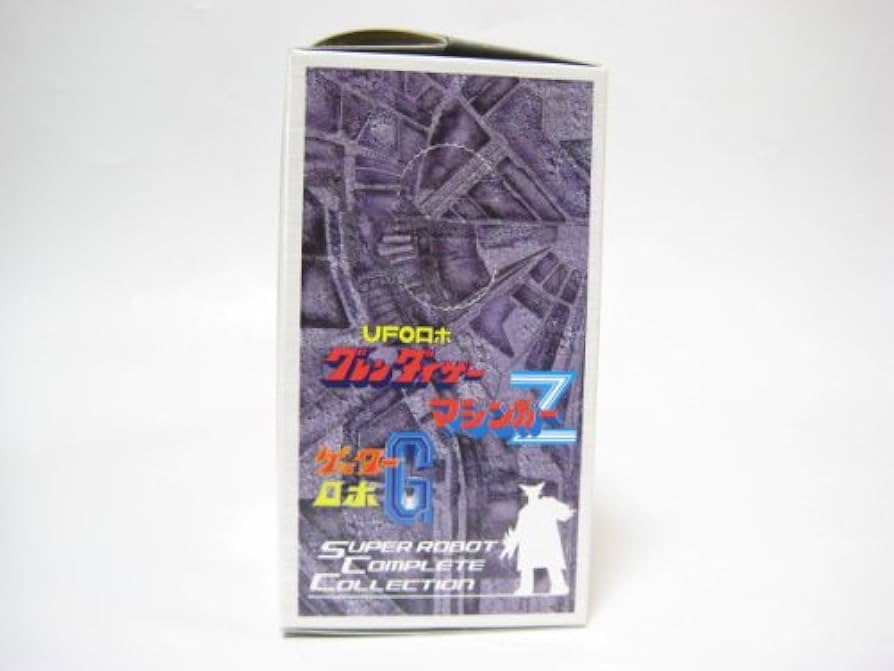 UFOロボ
グレンダイザー
マジンガーZ
ゲッター
ロボG
SUPER ROBOT
COMPLETE
COLLECTION